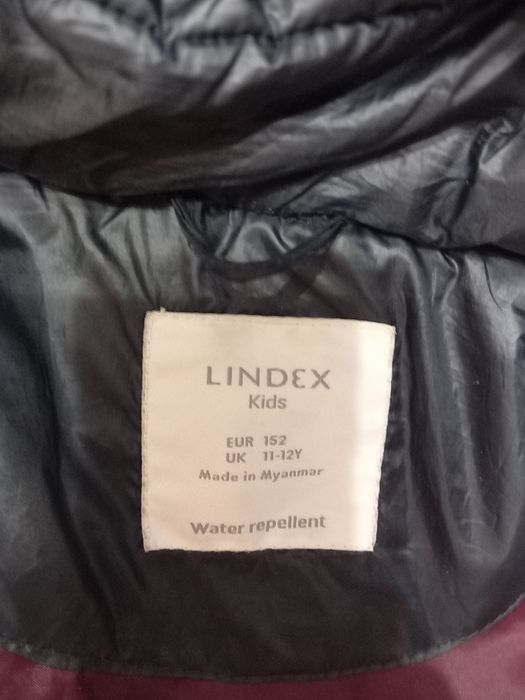 LINDEX
Kids
EUR 152
UK 11-12Y
Made in Myanmar
Water repellent